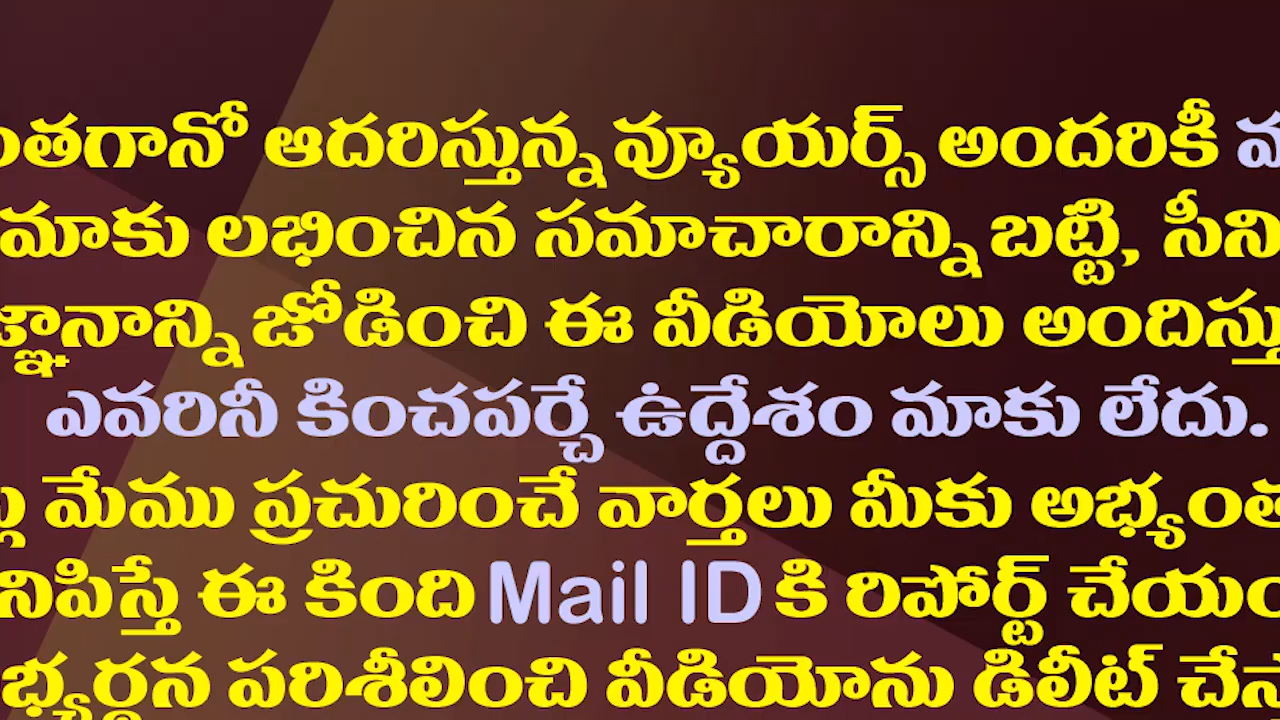 ఆదరిస్తున్న వ్యూయర్స్ అందరికీ
మాకు లభించిన సమాచారాన్ని బట్టి,
జోడించి ఈ వీడియోలు
ఎవరినీ కించపర్చే ఉద్దేశం మాకు లేదు.
మేము ప్రచురించే వార్తలు మీకు
ఈ కింది Mail ID కి రిపోర్ట్
పరిశీలించి వీడియోను డిలీట్